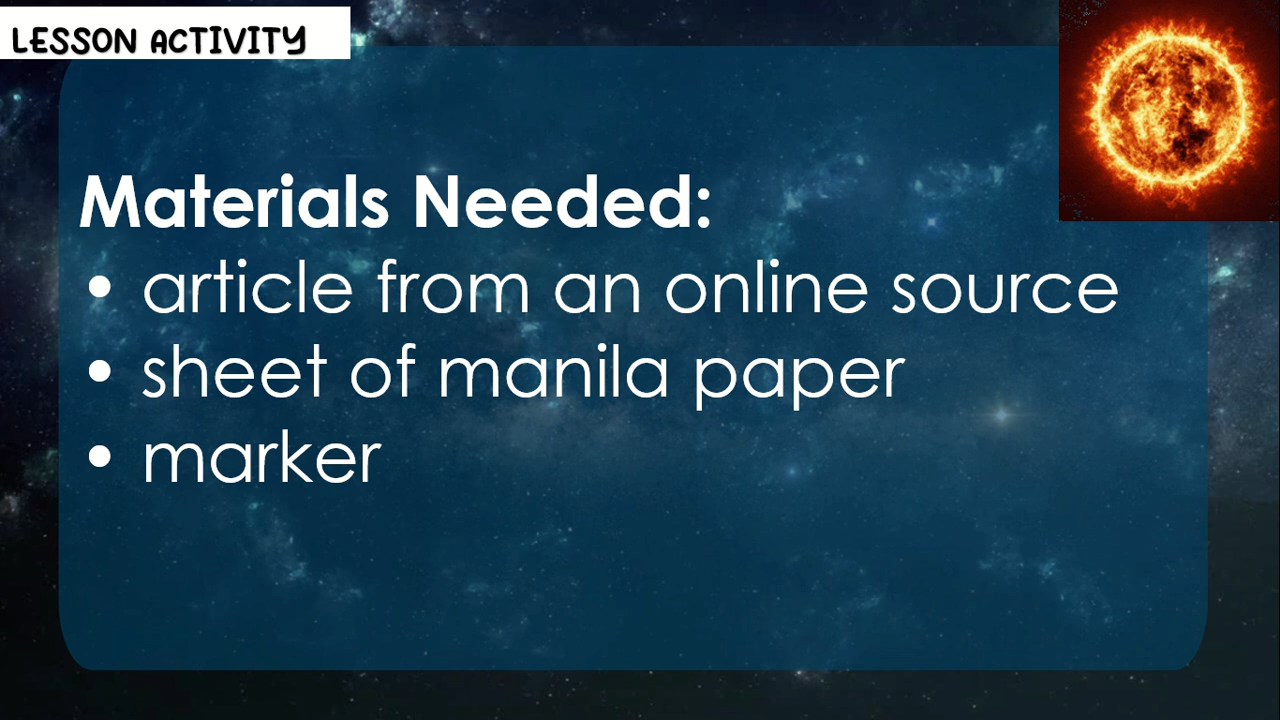 LESSON ACTIVITY
Materials Needed:
• article from an online source
• sheet of manila paper
• marker